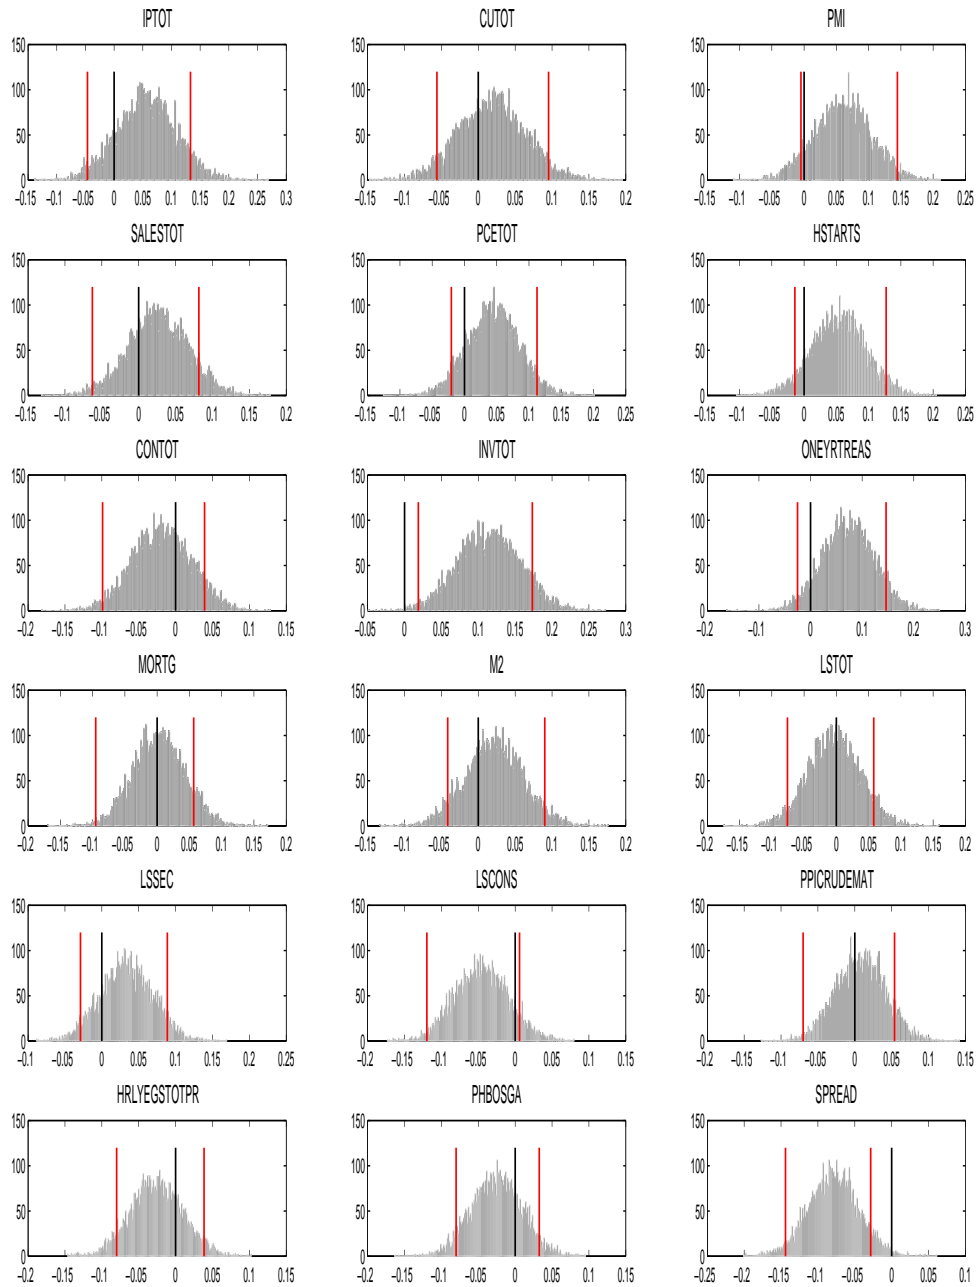 IPTOT CUTOT PMI
150 150 150
100 100 100
50 50 50
0 0 0
−0.15 −0.1 −0.05 0 0.05 0.1 0.15 0.2 0.25 0.3 −0.15 −0.1 −0.05 0 0.05 0.1 0.15 0.2 −0.15 −0.1 −0.05 0 0.05 0.1 0.15 0.2 0.25
SALESTOT PCETOT HSTARTS
150 150 150
100 100 100
50 50 50
0 0 0
−0.15 −0.1 −0.05 0 0.05 0.1 0.15 0.2 −0.15 −0.1 −0.05 0 0.05 0.1 0.15 0.2 0.25 −0.15 −0.1 −0.05 0 0.05 0.1 0.15 0.2 0.25
CONTOT INVTOT ONEYRTREAS
150 150 150
100 100 100
50 50 50
0 0 0
−0.2 −0.15 −0.1 −0.05 0 0.05 0.1 0.15 −0.05 0 0.05 0.1 0.15 0.2 0.25 0.3 −0.2 −0.1 0 0.1 0.2 0.3
MORTG M2 LSTOT
150 150 150
100 100 100
50 50 50
0 0 0
−0.2 −0.15 −0.1 −0.05 0 0.05 0.1 0.15 0.2 −0.15 −0.1 −0.05 0 0.05 0.1 0.15 0.2 −0.2 −0.15 −0.1 −0.05 0 0.05 0.1 0.15 0.2
LSSEC LSCONS PPICRUDEMAT
150 150 150
100 100 100
50 50 50
0 0 0
−0.1 −0.05 0 0.05 0.1 0.15 0.2 0.25 −0.2 −0.15 −0.1 −0.05 0 0.05 0.1 0.15 −0.2 −0.15 −0.1 −0.05 0 0.05 0.1 0.15
HRLYEGSTOTPR PHBOSGA SPREAD
150 150 150
100 100 100
50 50 50
0 0 0
−0.2 −0.15 −0.1 −0.05 0 0.05 0.1 0.15 −0.2 −0.15 −0.1 −0.05 0 0.05 0.1 0.15 −0.25 −0.2 −0.15 −0.1 −0.05 0 0.05 0.1